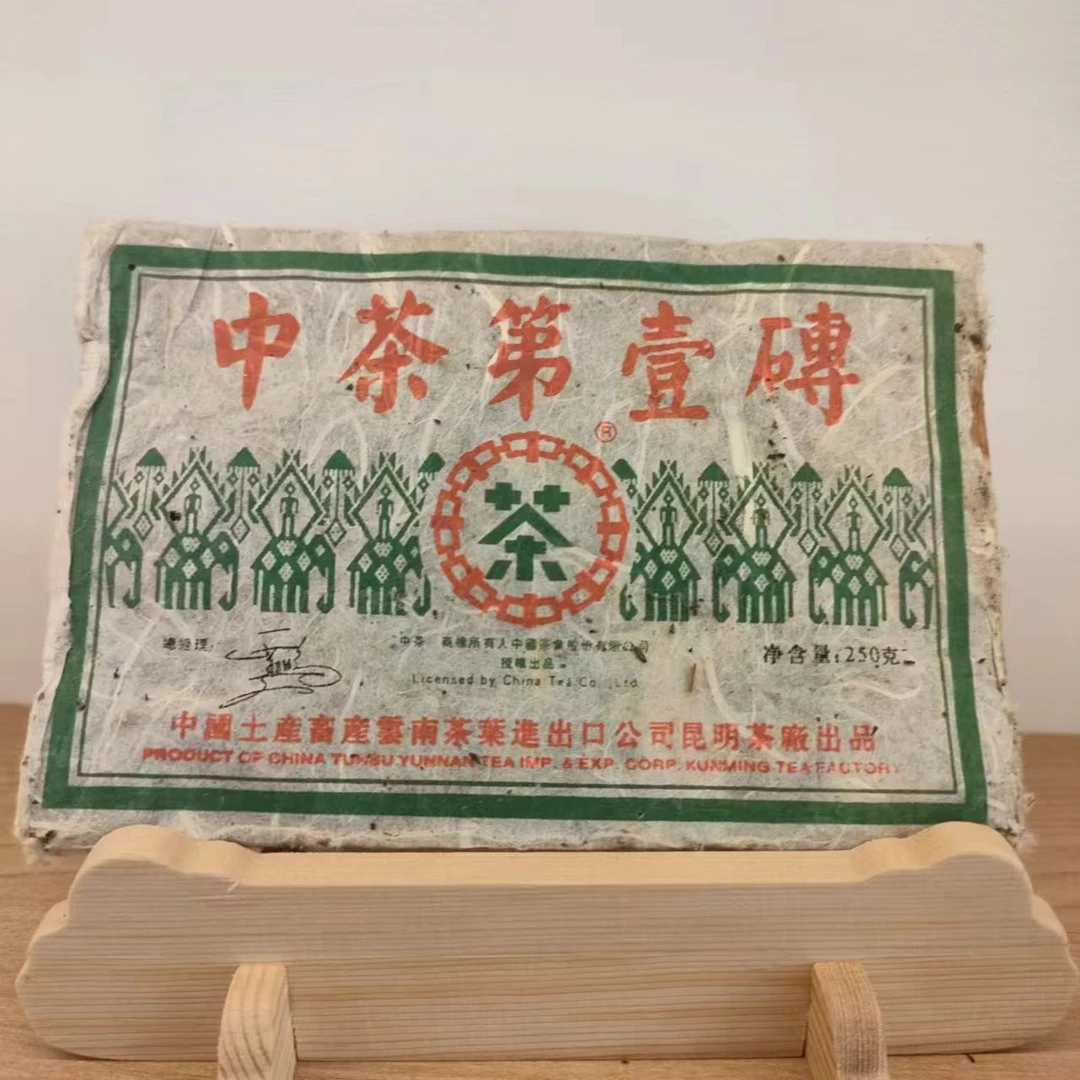 中茶第壹磚
®
茶
總經理:
"中茶" 商標所有人中國茶葉股份有限公司
授權出品
Licensed by China Tea Co., Ltd.
净含量:250克
中國土産畜産雲南茶葉進出口公司昆明茶廠出品
PRODUCT OF CHINA TUHSU YUNNAN TEA IMP. & EXP. CORP. KUNMING TEA FACTORY